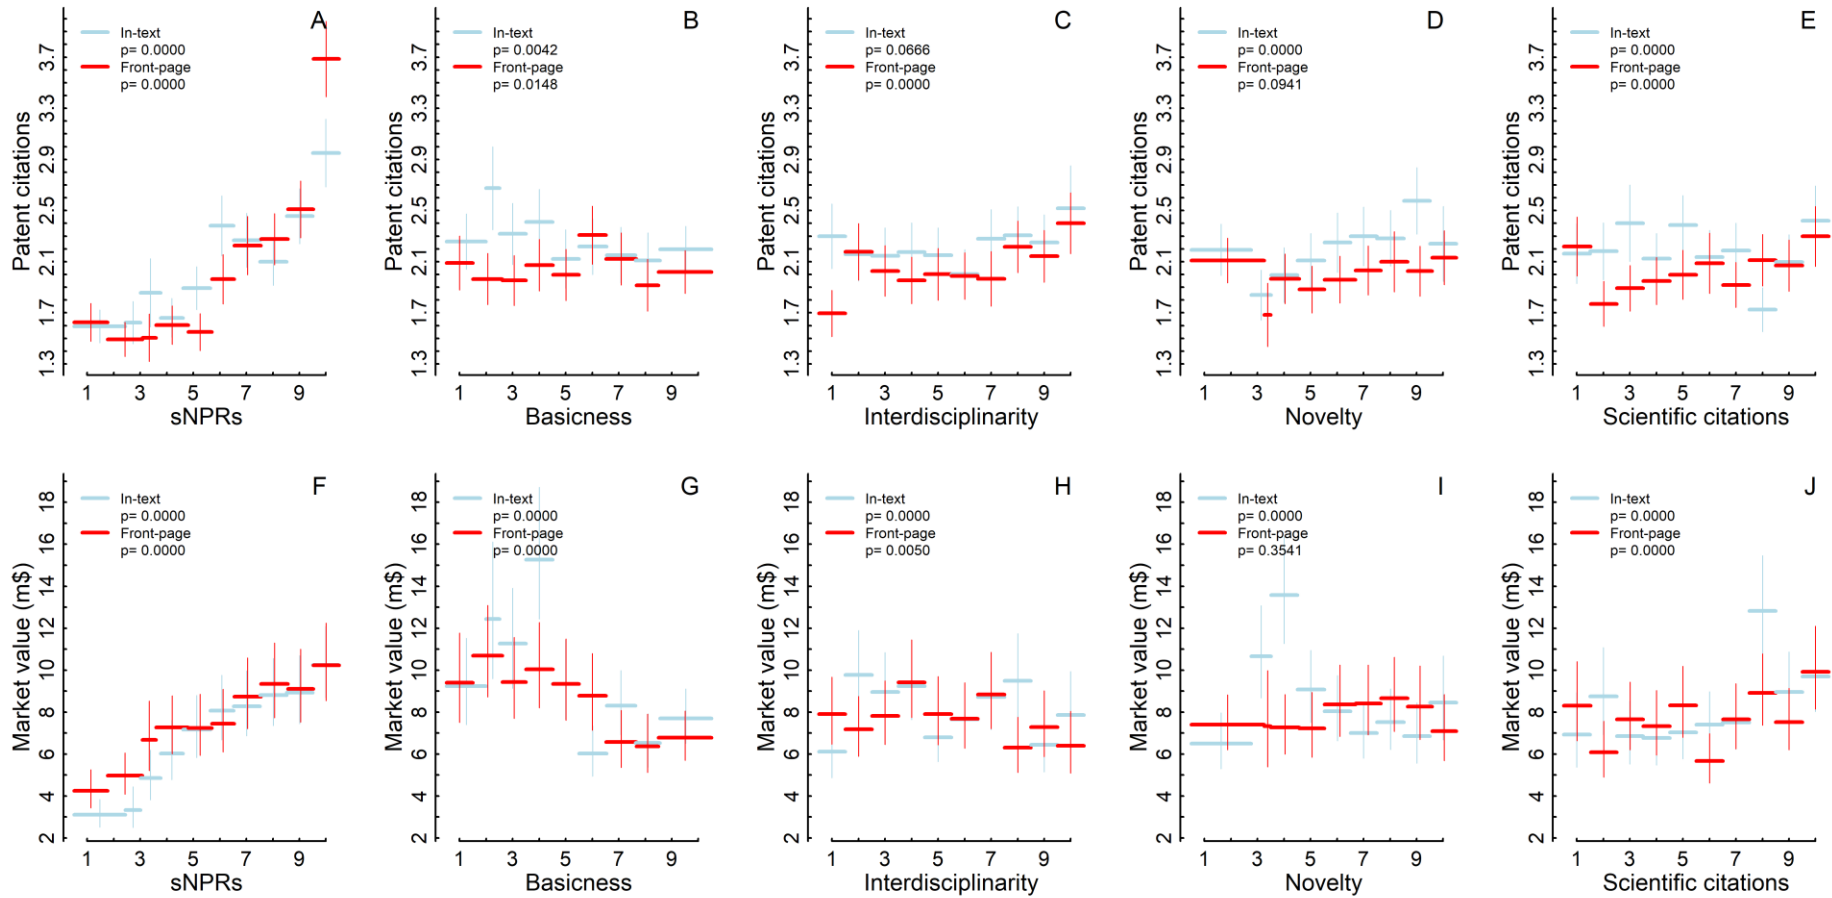 A
In-text
p= 0.0000
Front-page
p= 0.0000
Patent citations
3.7
3.3
2.9
2.5
2.1
1.7
1.3
1 3 5 7 9
sNPRs
B
In-text
p= 0.0042
Front-page
p= 0.0148
Patent citations
3.7
3.3
2.9
2.5
2.1
1.7
1.3
1 3 5 7 9
Basicness
C
In-text
p= 0.0666
Front-page
p= 0.0000
Patent citations
3.7
3.3
2.9
2.5
2.1
1.7
1.3
1 3 5 7 9
Interdisciplinarity
D
In-text
p= 0.0000
Front-page
p= 0.0941
Patent citations
3.7
3.3
2.9
2.5
2.1
1.7
1.3
1 3 5 7 9
Novelty
E
In-text
p= 0.0000
Front-page
p= 0.0000
Patent citations
3.7
3.3
2.9
2.5
2.1
1.7
1.3
1 3 5 7 9
Scientific citations
F
In-text
p= 0.0000
Front-page
p= 0.0000
Market value (m$)
18
16
14
12
10
8
6
4
2
1 3 5 7 9
sNPRs
G
In-text
p= 0.0000
Front-page
p= 0.0000
Market value (m$)
18
16
14
12
10
8
6
4
2
1 3 5 7 9
Basicness
H
In-text
p= 0.0000
Front-page
p= 0.0050
Market value (m$)
18
16
14
12
10
8
6
4
2
1 3 5 7 9
Interdisciplinarity
I
In-text
p= 0.0000
Front-page
p= 0.3541
Market value (m$)
18
16
14
12
10
8
6
4
2
1 3 5 7 9
Novelty
J
In-text
p= 0.0000
Front-page
p= 0.0000
Market value (m$)
18
16
14
12
10
8
6
4
2
1 3 5 7 9
Scientific citations